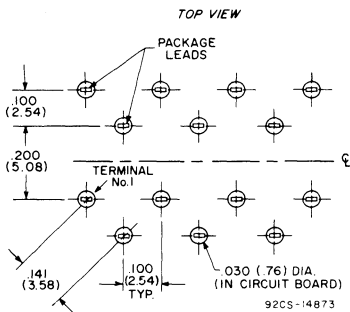 TOP VIEW
PACKAGE
LEADS
.100
(2.54)
.200
(5.08)
℄
TERMINAL
No.1
.141
(3.58)
.100
(2.54)
TYP.
.030 (.76) DIA.
(IN CIRCUIT BOARD)
92CS-14873